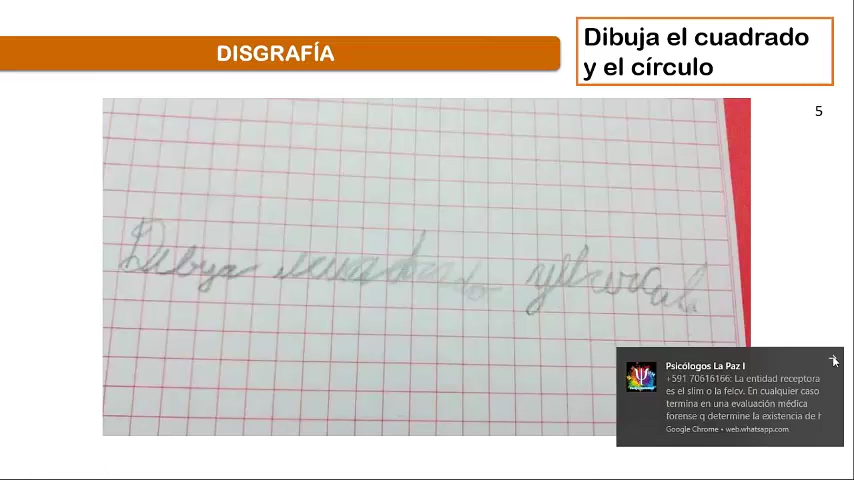 DISGRAFÍA
Dibuja el cuadrado
y el círculo
5
Dibuja
Psicólogos La Paz I
+591 70616166: La entidad receptora
es el slim o la felcv. En cualquier caso
termina en una evaluación médica
forense q determine la existencia de
Google Chrome • web.whatsapp.com